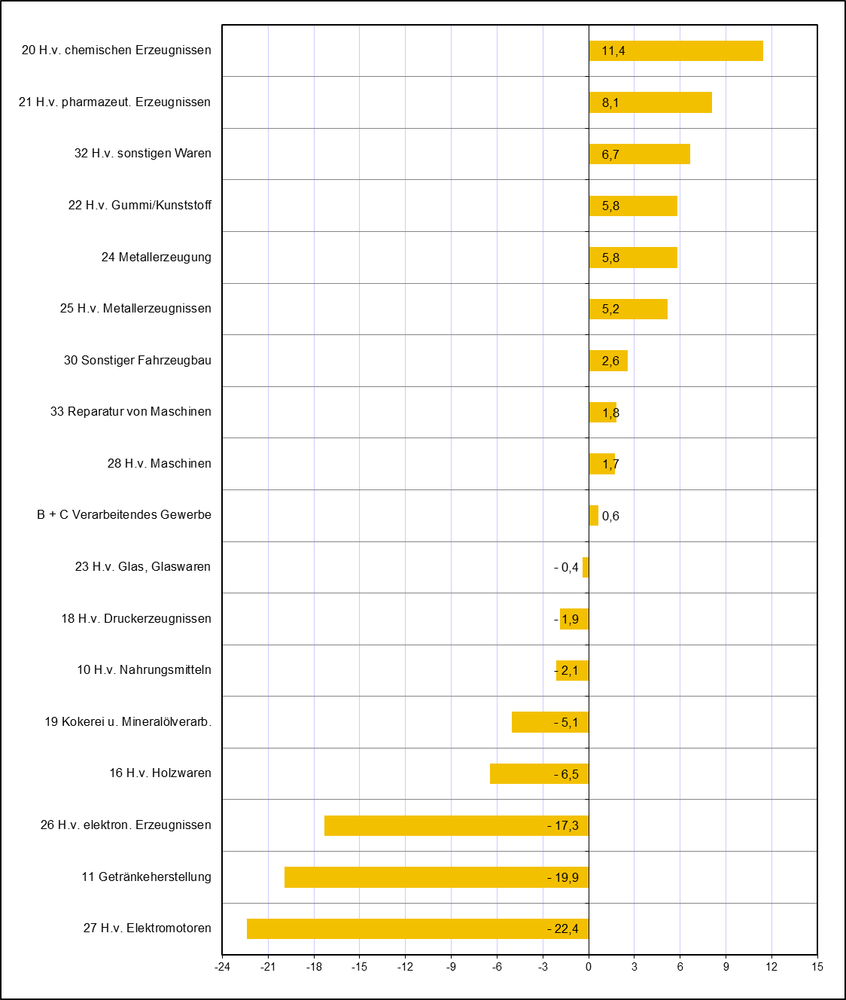 20 H.v. chemischen Erzeugnissen 11,4
21 H.v. pharmazeut. Erzeugnissen 8,1
32 H.v. sonstigen Waren 6,7
22 H.v. Gummi/Kunststoff 5,8
24 Metallerzeugung 5,8
25 H.v. Metallerzeugnissen 5,2
30 Sonstiger Fahrzeugbau 2,6
33 Reparatur von Maschinen 1,8
28 H.v. Maschinen 1,7
B + C Verarbeitendes Gewerbe 0,6
23 H.v. Glas, Glaswaren - 0,4
18 H.v. Druckerzeugnissen - 1,9
10 H.v. Nahrungsmitteln - 2,1
19 Kokerei u. Mineralölverarb. - 5,1
16 H.v. Holzwaren - 6,5
26 H.v. elektron. Erzeugnissen - 17,3
11 Getränkeherstellung - 19,9
27 H.v. Elektromotoren - 22,4
-24 -21 -18 -15 -12 -9 -6 -3 0 3 6 9 12 15